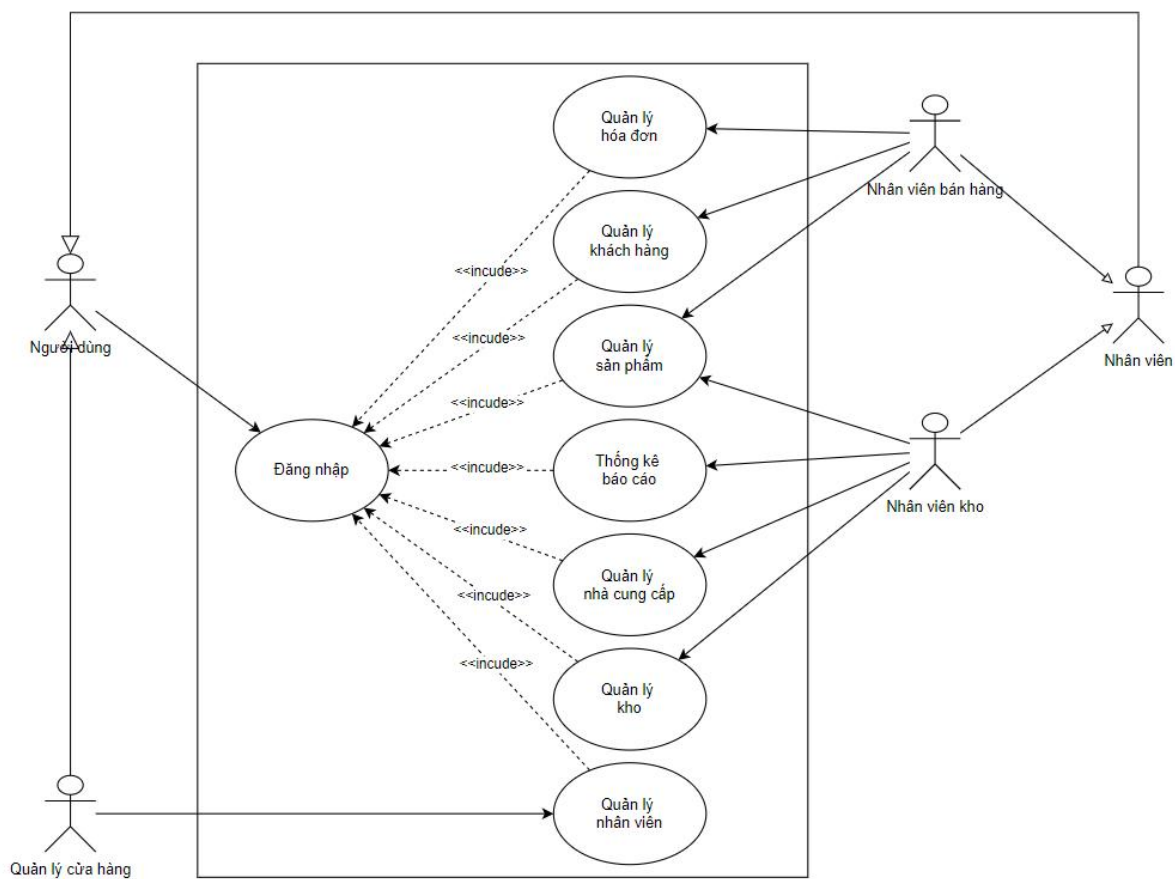 Quản lý
hóa đơn
Nhân viên bán hàng
Quản lý
khách hàng
<<incude>>
Người dùng
<<incude>>
Quản lý
sản phẩm
Nhân viên
<<incude>>
Đăng nhập
<<incude>>
Thống kê
báo cáo
Nhân viên kho
<<incude>>
Quản lý
nhà cung cấp
<<incude>>
<<incude>>
Quản lý
kho
Quản lý
nhân viên
Quản lý cửa hàng